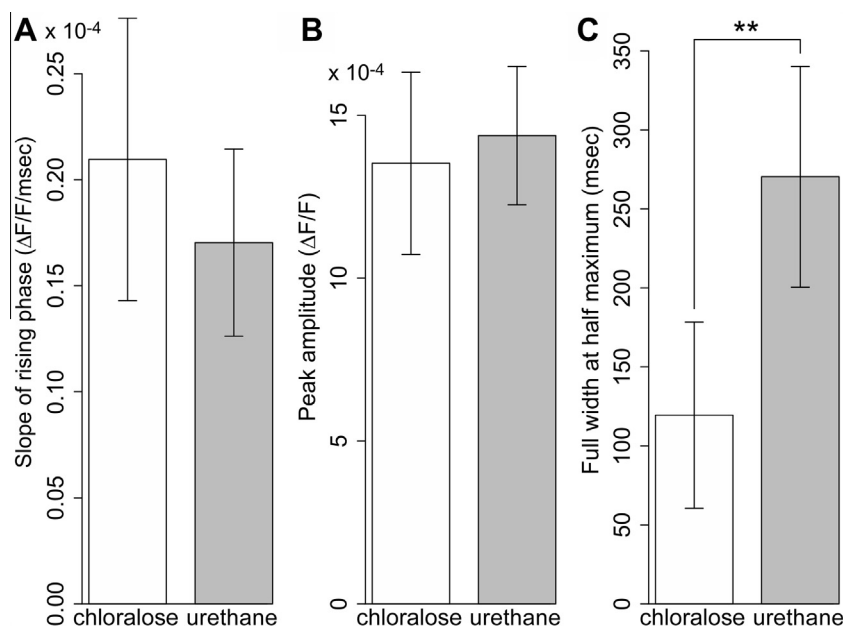 A
x 10-4
Slope of rising phase (ΔF/F/msec)
0.25
0.20
0.15
0.10
0.05
0.00
chloralose urethane
B
x 10-4
Peak amplitude (ΔF/F)
15
10
5
0
chloralose urethane
C
**
Full width at half maximum (msec)
350
300
250
200
150
100
50
0
chloralose urethane